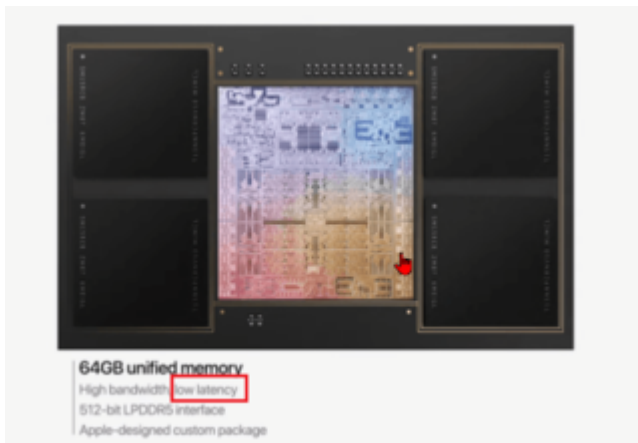 64GB unified memory
High bandwidth, low latency
512-bit LPDDR5 interface
Apple-designed custom package